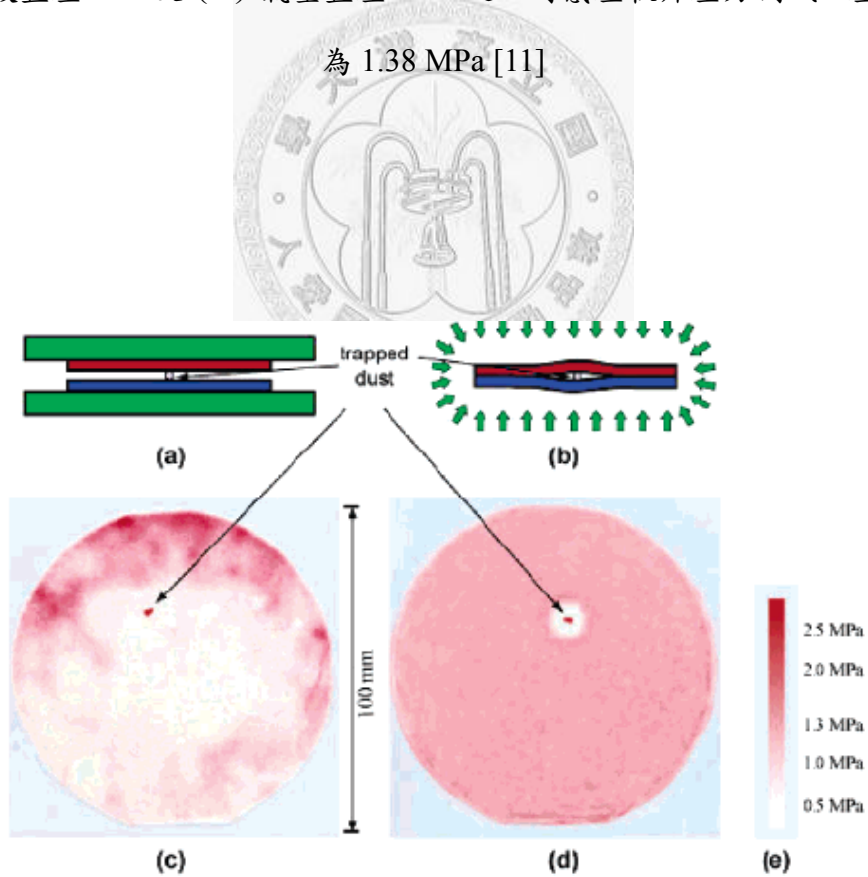 為 1.38 MPa [11]
trapped
dust
(a)
(b)
100 mm
2.5 MPa
2.0 MPa
1.3 MPa
1.0 MPa
0.5 MPa
(c)
(d)
(e)